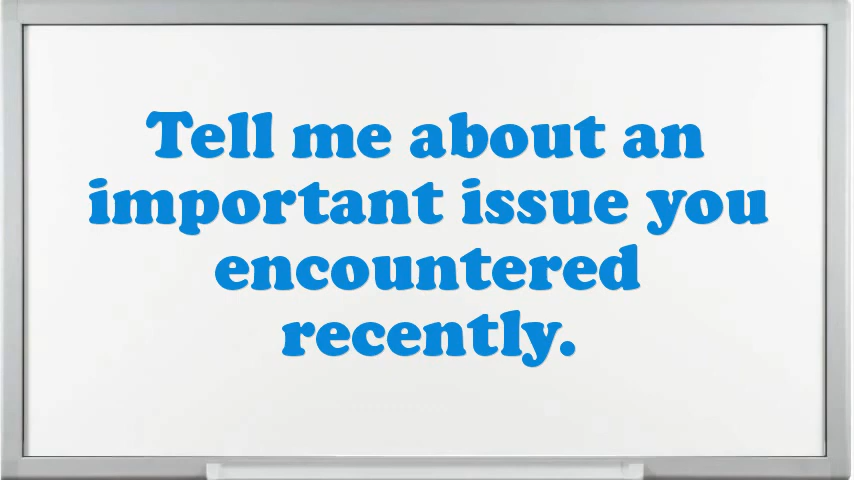 Tell me about an
important issue you
encountered
recently.